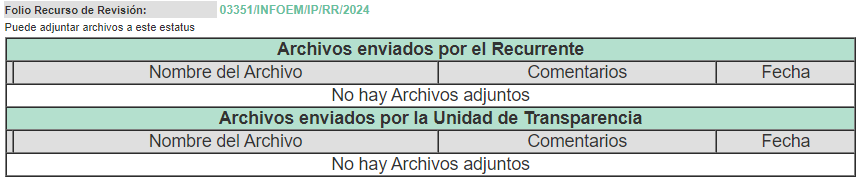 Folio Recurso de Revisión: 03351/INFOEM/IP/RR/2024
Puede adjuntar archivos a este estatus
Archivos enviados por el Recurrente
Nombre del Archivo Comentarios Fecha
No hay Archivos adjuntos
Archivos enviados por la Unidad de Transparencia
Nombre del Archivo Comentarios Fecha
No hay Archivos adjuntos